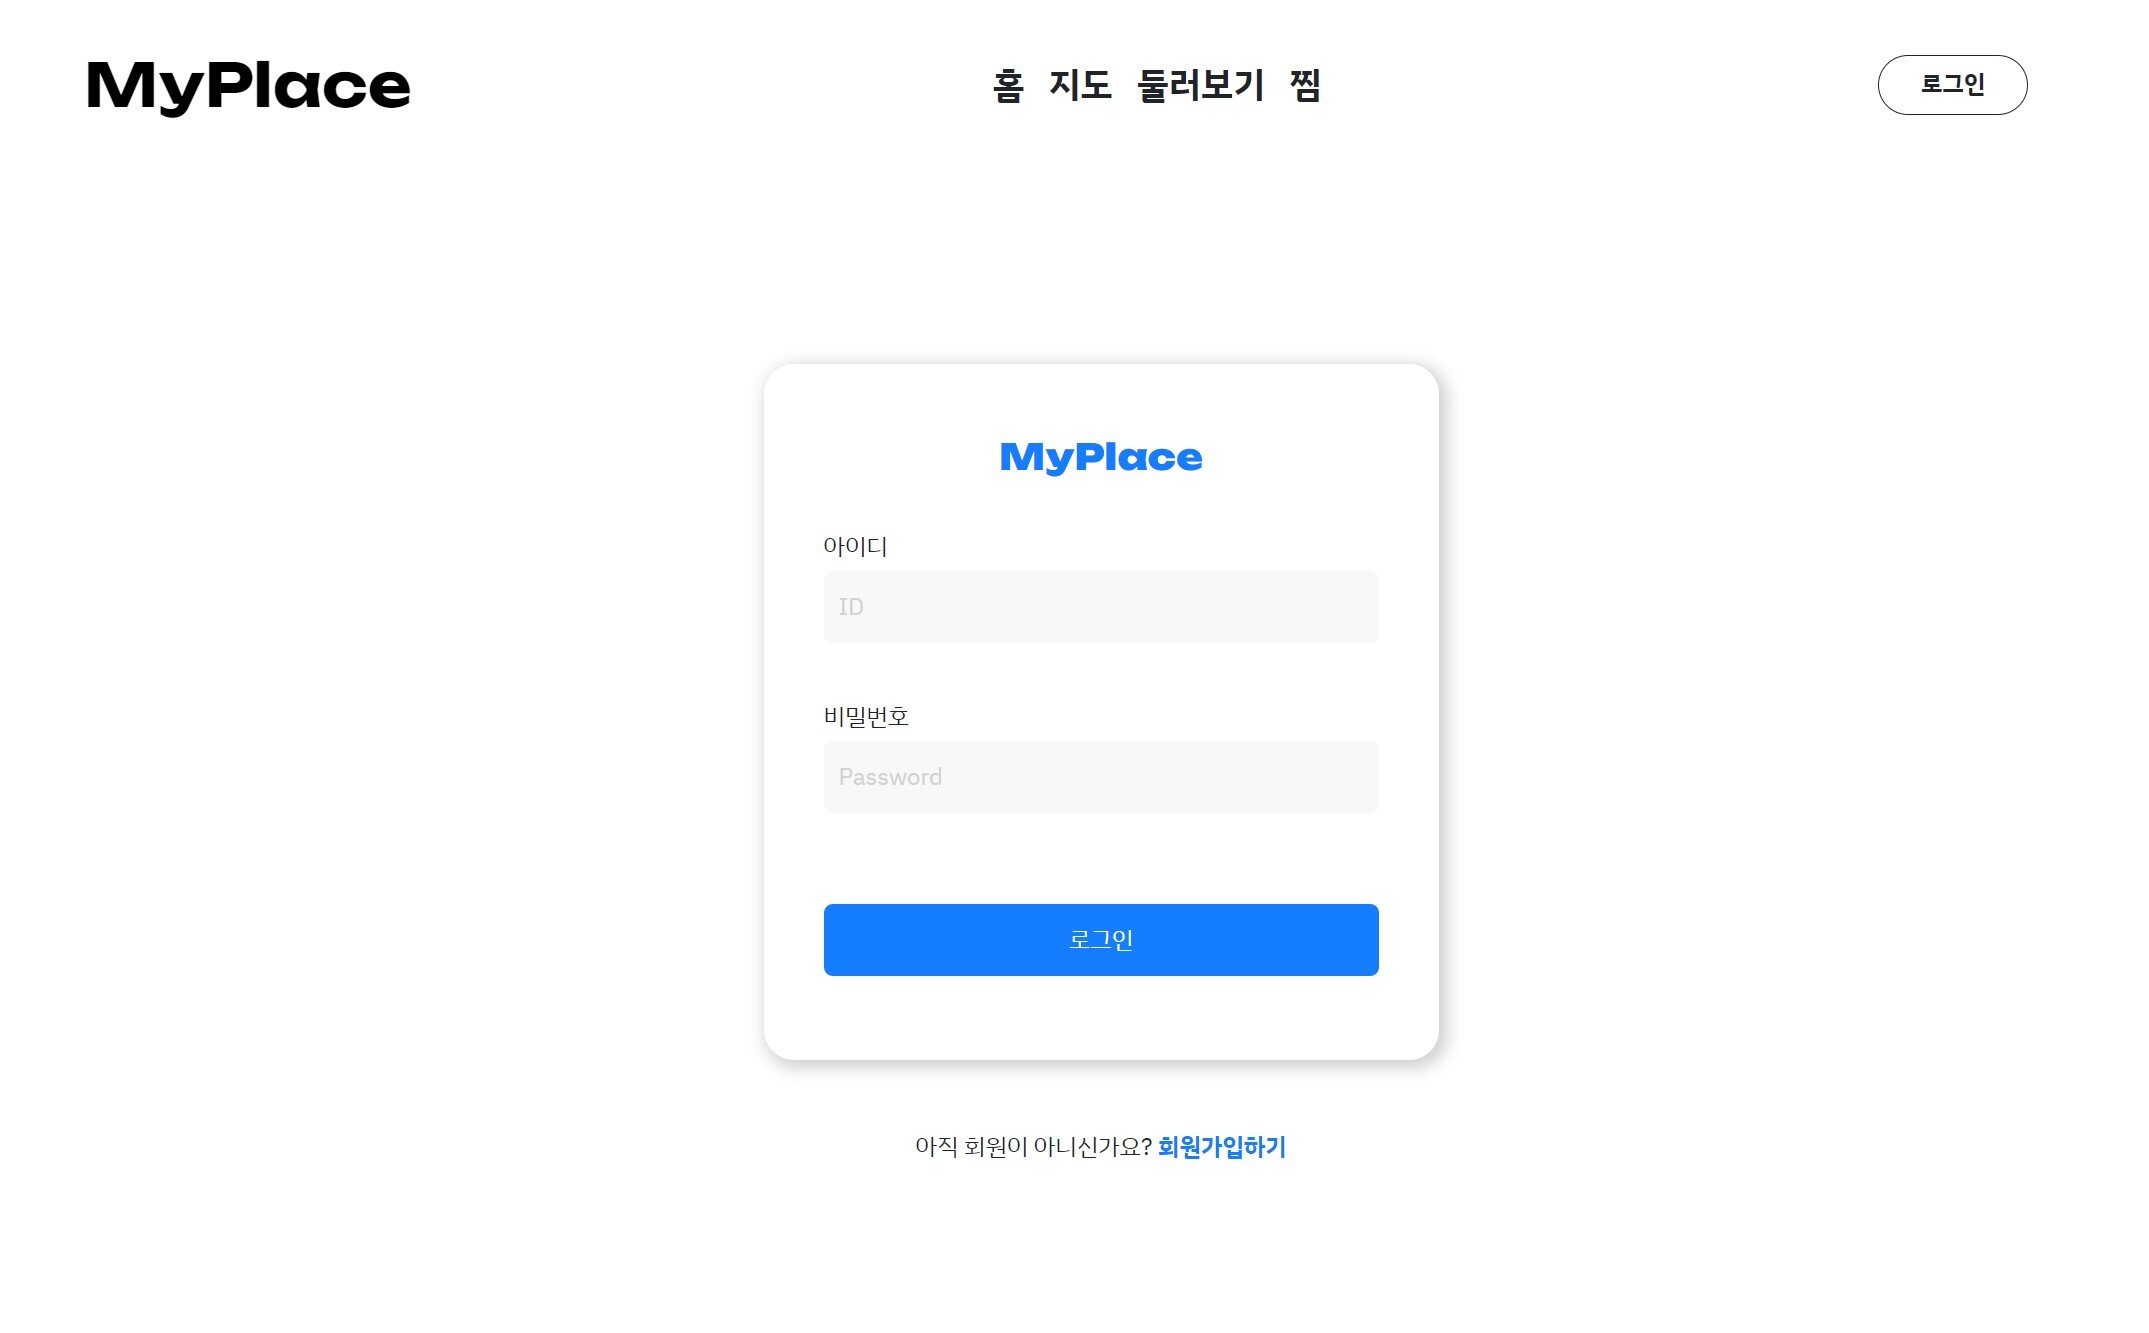 MyPlace
홈 지도 둘러보기 찜
로그인
MyPlace
아이디
ID
비밀번호
Password
로그인
아직 회원이 아니신가요? 회원가입하기